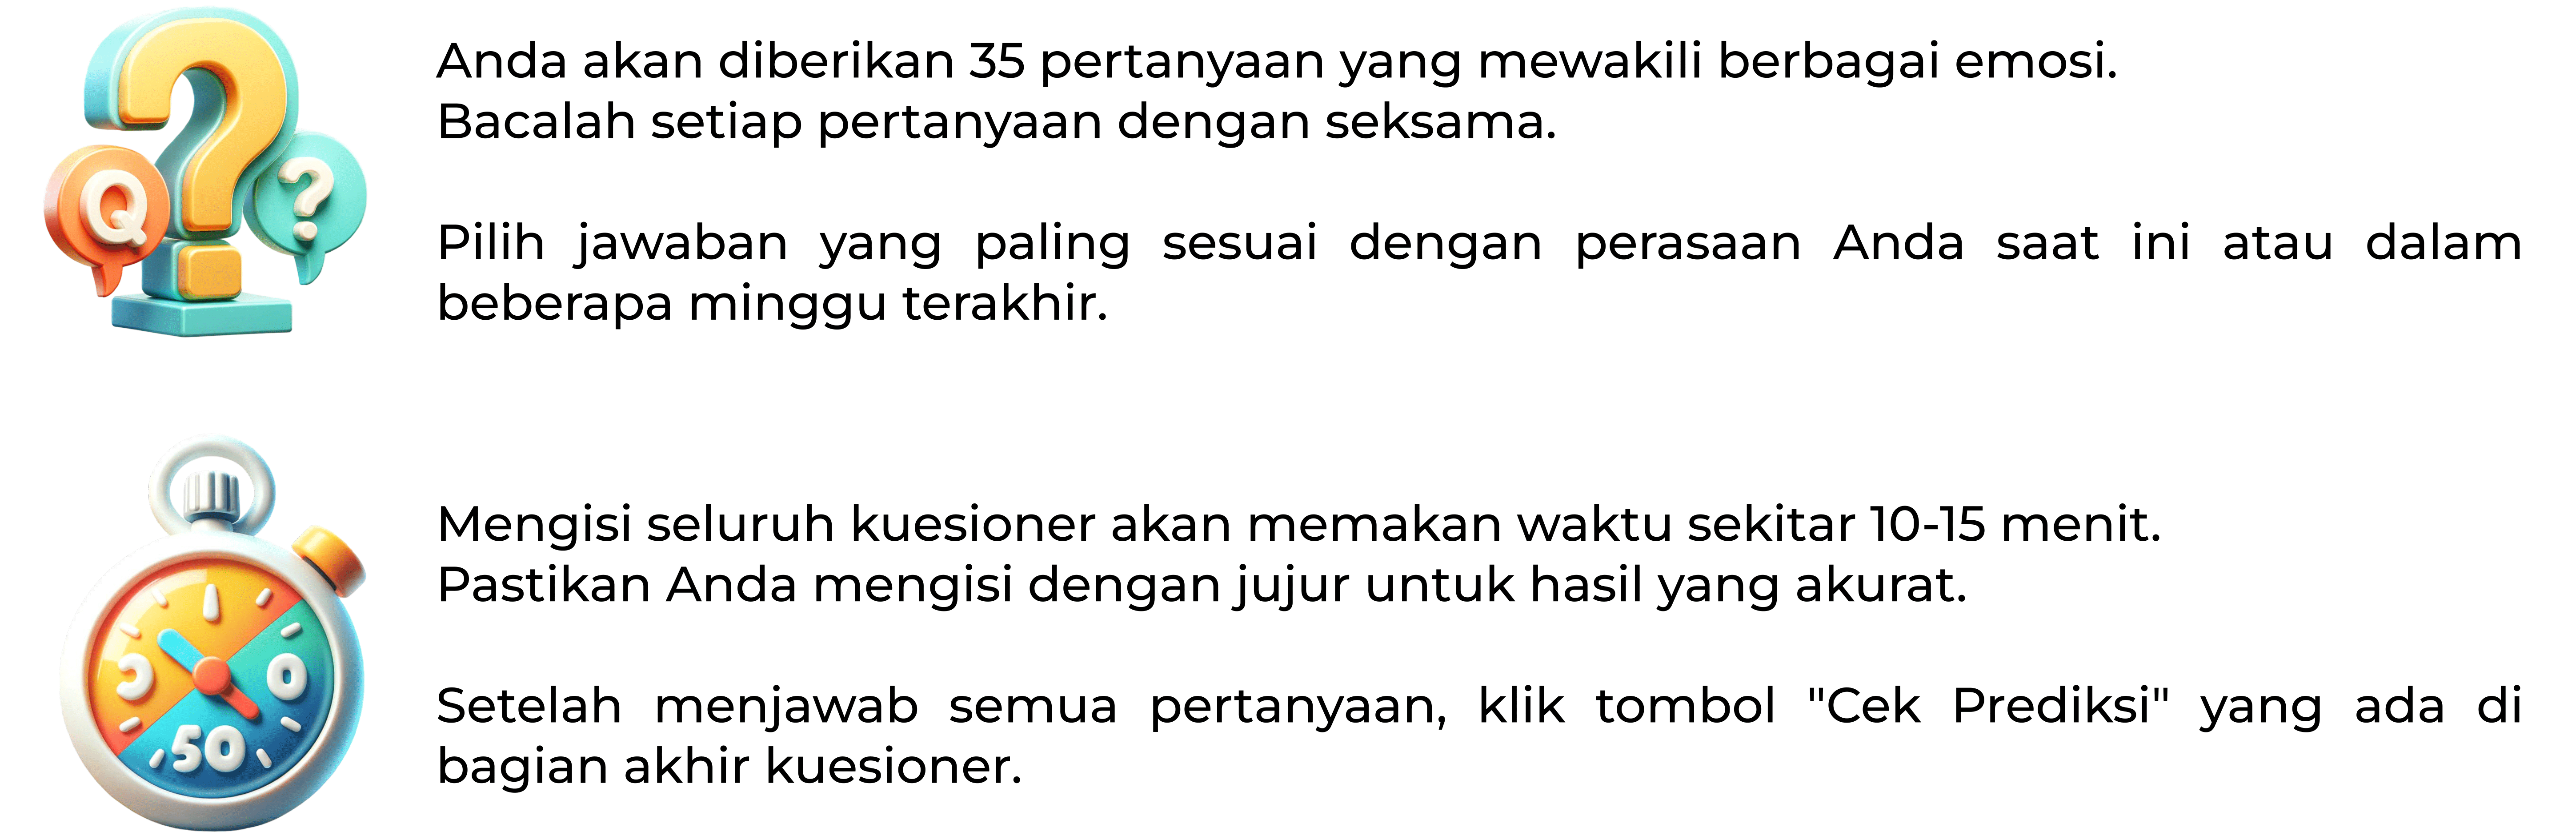 Anda akan diberikan 35 pertanyaan yang mewakili berbagai emosi.
Bacalah setiap pertanyaan dengan seksama.
Q
?
Pilih jawaban yang paling sesuai dengan perasaan Anda saat ini atau dalam
beberapa minggu terakhir.
Mengisi seluruh kuesioner akan memakan waktu sekitar 10-15 menit.
Pastikan Anda mengisi dengan jujur untuk hasil yang akurat.
0
50
Setelah menjawab semua pertanyaan, klik tombol "Cek Prediksi" yang ada di
bagian akhir kuesioner.